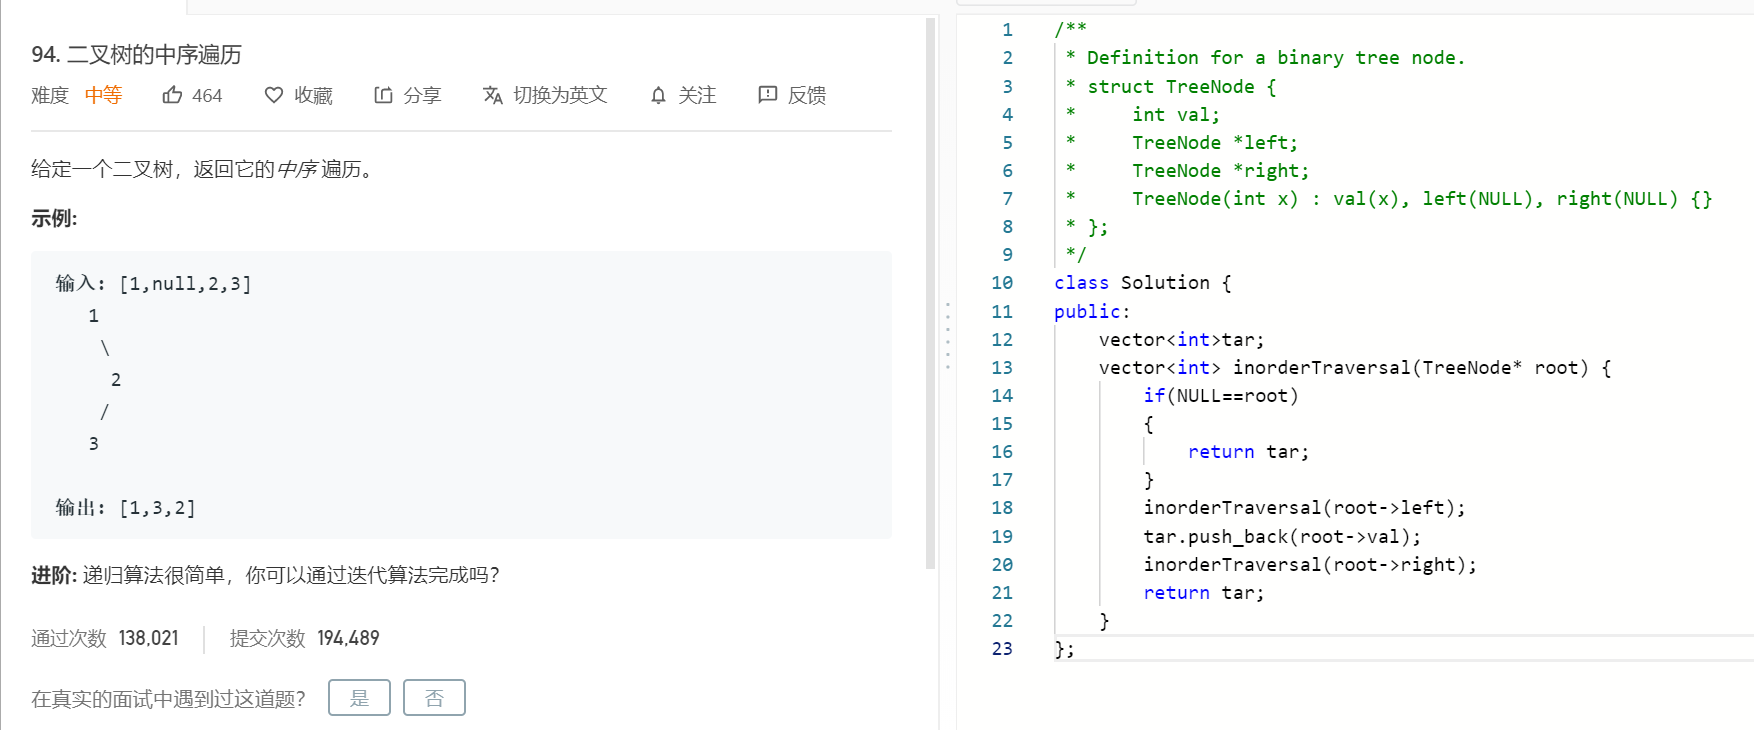 94. 二叉树的中序遍历
难度 中等 464 收藏 分享 切换为英文 关注 反馈
给定一个二叉树，返回它的中序 遍历。
示例:
输入: [1,null,2,3]
   1
    \
     2
    /
   3
输出: [1,3,2]
进阶: 递归算法很简单，你可以通过迭代算法完成吗？
通过次数 138,021 提交次数 194,489
在真实的面试中遇到过这道题？ 是 否
1 /**
2  * Definition for a binary tree node.
3  * struct TreeNode {
4  *     int val;
5  *     TreeNode *left;
6  *     TreeNode *right;
7  *     TreeNode(int x) : val(x), left(NULL), right(NULL) {}
8  * };
9  */
10 class Solution {
11 public:
12     vector<int>tar;
13     vector<int> inorderTraversal(TreeNode* root) {
14         if(NULL==root)
15         {
16             return tar;
17         }
18         inorderTraversal(root->left);
19         tar.push_back(root->val);
20         inorderTraversal(root->right);
21         return tar;
22     }
23 };